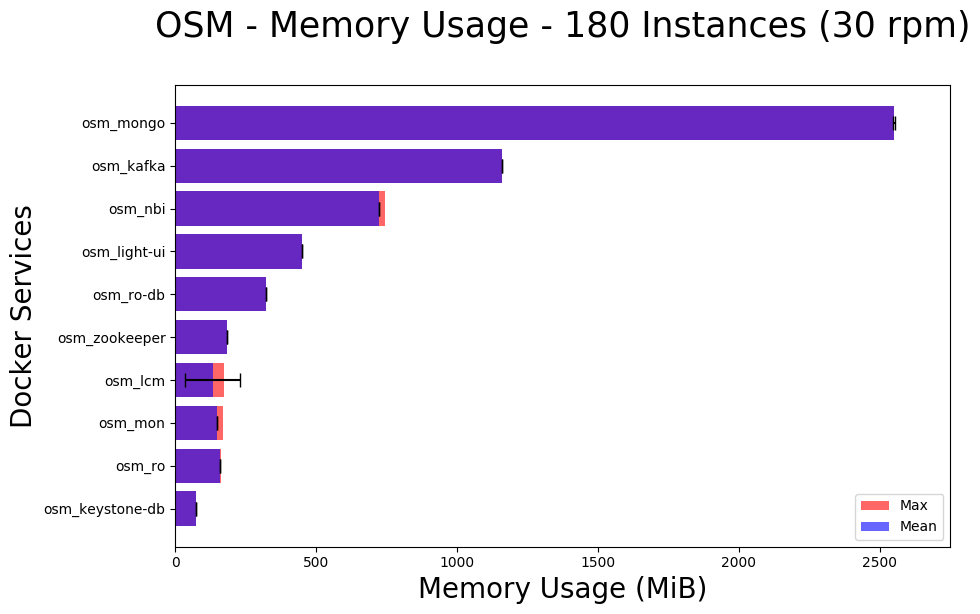 OSM - Memory Usage - 180 Instances (30 rpm)
Docker Services
osm_mongo
osm_kafka
osm_nbi
osm_light-ui
osm_ro-db
osm_zookeeper
osm_lcm
osm_mon
osm_ro
osm_keystone-db
Max
Mean
0 500 1000 1500 2000 2500
Memory Usage (MiB)